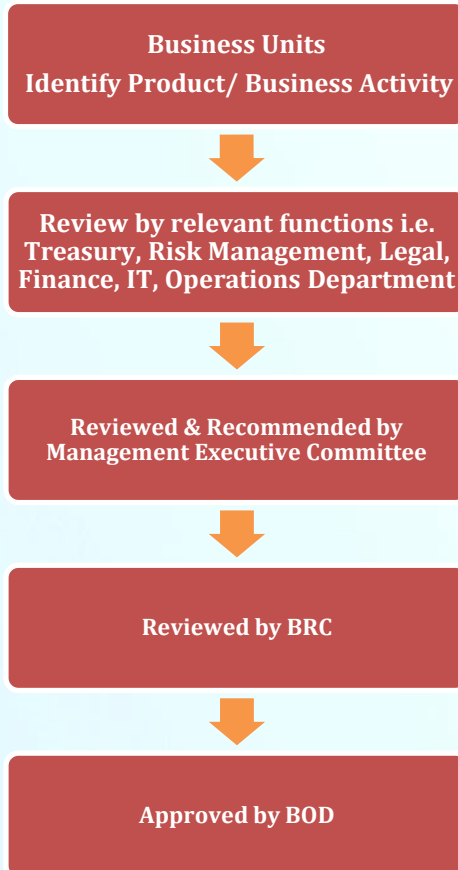 Business Units
Identify Product/ Business Activity
Review by relevant functions i.e.
Treasury, Risk Management, Legal,
Finance, IT, Operations Department
Reviewed & Recommended by
Management Executive Committee
Reviewed by BRC
Approved by BOD